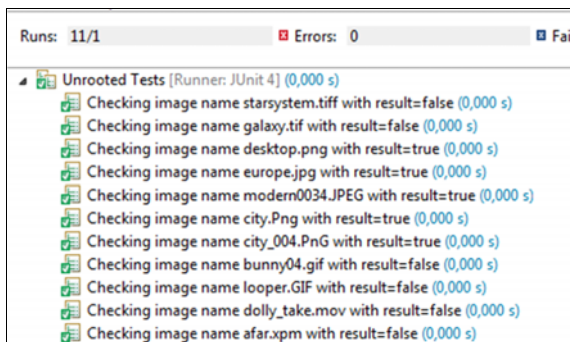 Runs: 11/1 Errors: 0 Fai
Unrooted Tests [Runner: JUnit 4] (0,000 s)
Checking image name starsystem.tiff with result=false (0,000 s)
Checking image name galaxy.tif with result=false (0,000 s)
Checking image name desktop.png with result=true (0,000 s)
Checking image name europe.jpg with result=true (0,000 s)
Checking image name modern0034.JPEG with result=true (0,000 s)
Checking image name city.Png with result=true (0,000 s)
Checking image name city_004.PnG with result=true (0,000 s)
Checking image name bunny04.gif with result=false (0,000 s)
Checking image name looper.GIF with result=false (0,000 s)
Checking image name dolly_take.mov with result=false (0,000 s)
Checking image name afar.xpm with result=false (0,000 s)